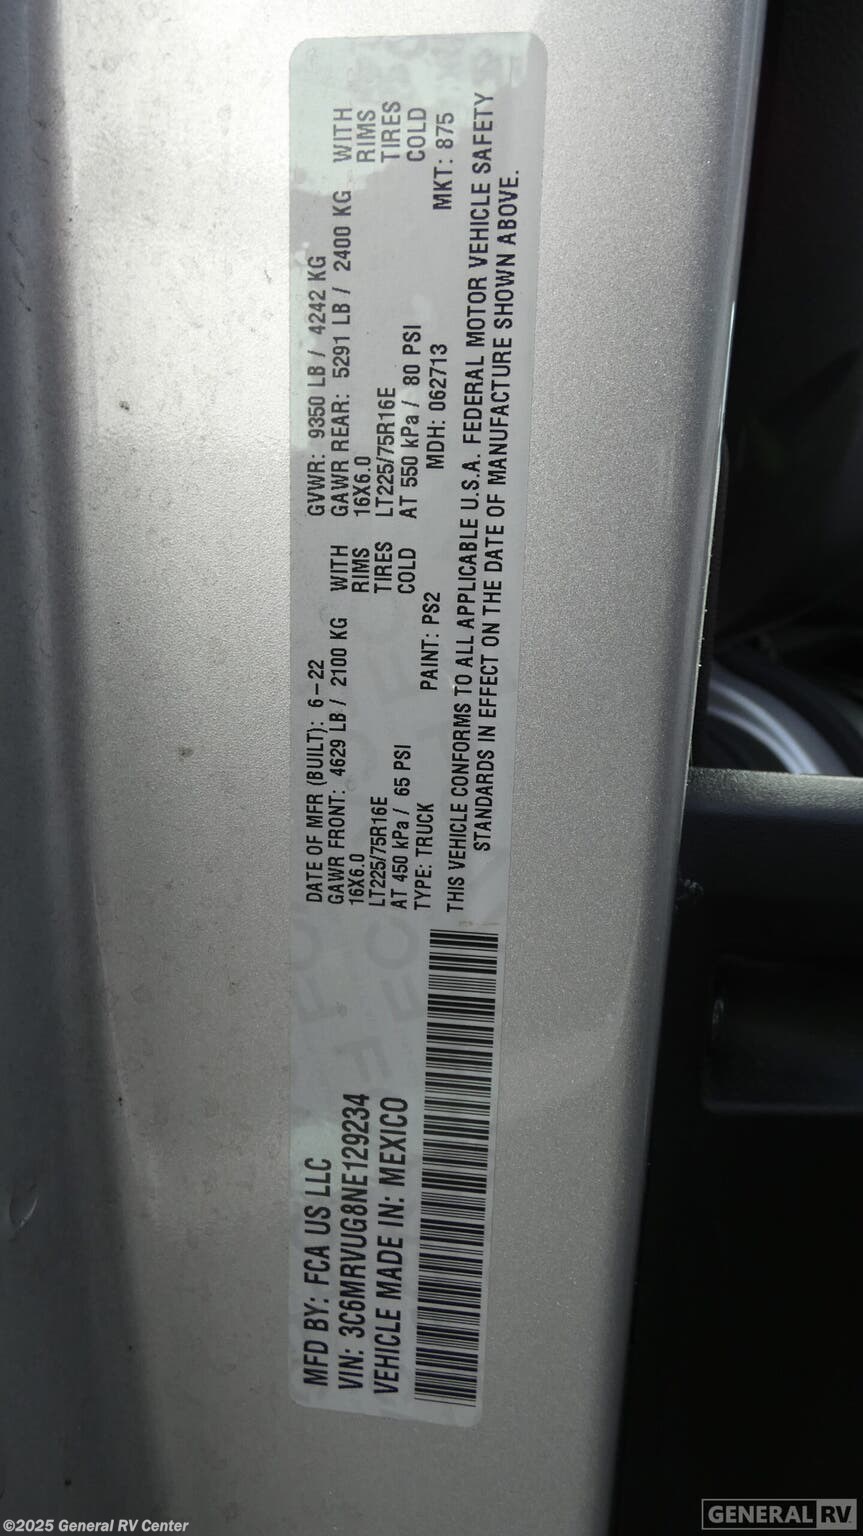 MFD BY: FCA US LLC
VIN: 3C6MRVUG8NE129234
VEHICLE MADE IN: MEXICO
DATE OF MFR (BUILT): 6-22 GVWR: 9350 LB / 4242 KG
GAWR FRONT: 4629 LB / 2100 KG WITH GAWR REAR: 5291 LB / 2400 KG WITH
16X6.0 RIMS 16X6.0 RIMS
LT225/75R16E TIRES LT225/75R16E TIRES
AT 450 kPa / 65 PSI COLD AT 550 kPa / 80 PSI COLD
TYPE: TRUCK PAINT: PS2 MDH: 062713 MKT: 875
THIS VEHICLE CONFORMS TO ALL APPLICABLE U.S.A. FEDERAL MOTOR VEHICLE SAFETY
STANDARDS IN EFFECT ON THE DATE OF MANUFACTURE SHOWN ABOVE.
©2025 General RV Center
GENERAL RV